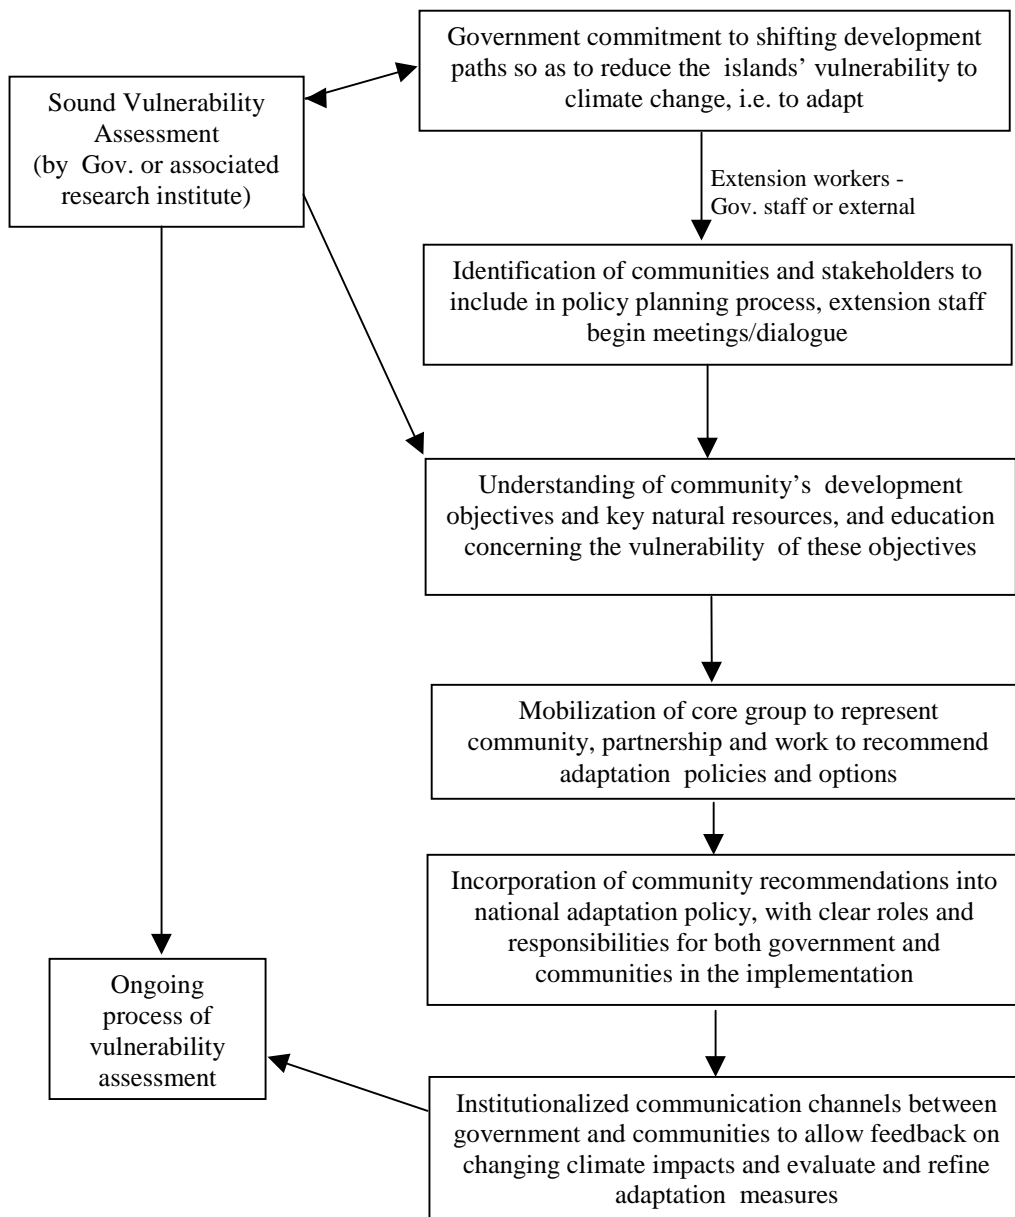 Government commitment to shifting development
paths so as to reduce the islands’ vulnerability to
climate change, i.e. to adapt
Sound Vulnerability
Assessment
(by Gov. or associated
research institute)
Extension workers -
Gov. staff or external
Identification of communities and stakeholders to
include in policy planning process, extension staff
begin meetings/dialogue
Understanding of community’s development
objectives and key natural resources, and education
concerning the vulnerability of these objectives
Mobilization of core group to represent
community, partnership and work to recommend
adaptation policies and options
Incorporation of community recommendations into
national adaptation policy, with clear roles and
responsibilities for both government and
communities in the implementation
Ongoing
process of
vulnerability
assessment
Institutionalized communication channels between
government and communities to allow feedback on
changing climate impacts and evaluate and refine
adaptation measures